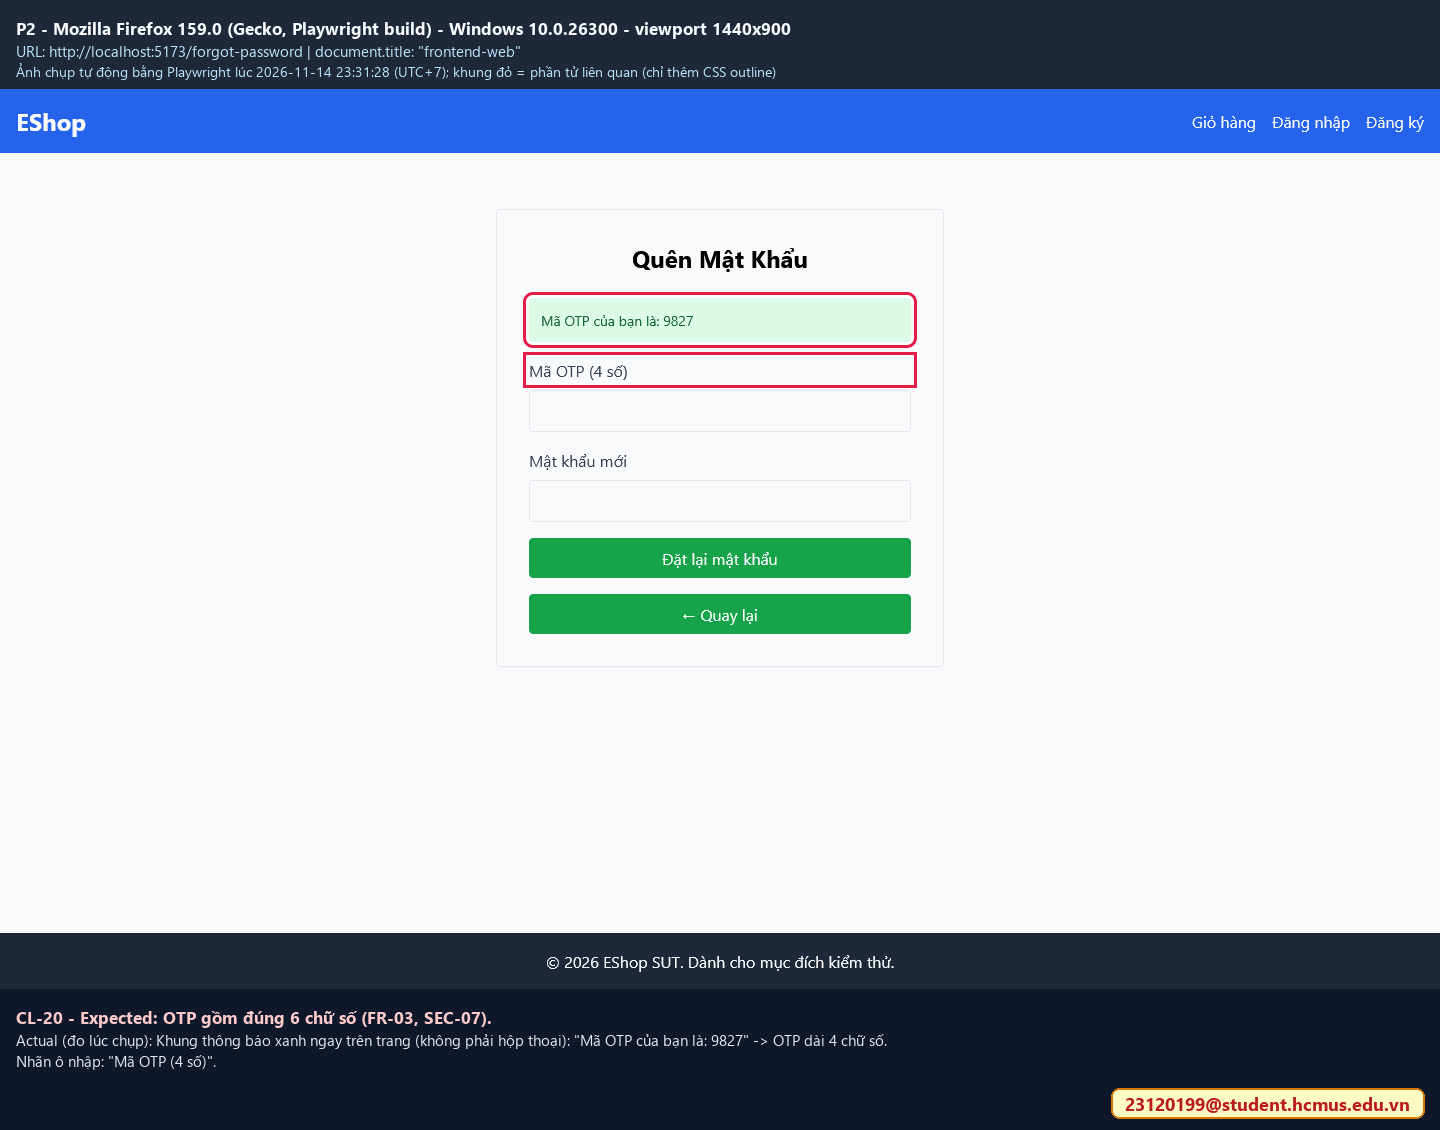 P2 - Mozilla Firefox 159.0 (Gecko, Playwright build) - Windows 10.0.26300 - viewport 1440x900
URL: http://localhost:5173/forgot-password | document.title: "frontend-web"
Ảnh chụp tự động bằng Playwright lúc 2026-11-14 23:31:28 (UTC+7); khung đỏ = phần tử liên quan (chỉ thêm CSS outline)
EShop
Giỏ hàng Đăng nhập Đăng ký
Quên Mật Khẩu
Mã OTP của bạn là: 9827
Mã OTP (4 số)
Mật khẩu mới
Đặt lại mật khẩu
← Quay lại
© 2026 EShop SUT. Dành cho mục đích kiểm thử.
CL-20 - Expected: OTP gồm đúng 6 chữ số (FR-03, SEC-07).
Actual (đo lúc chụp): Khung thông báo xanh ngay trên trang (không phải hộp thoại): "Mã OTP của bạn là: 9827" -> OTP dài 4 chữ số.
Nhãn ô nhập: "Mã OTP (4 số)".
23120199@student.hcmus.edu.vn